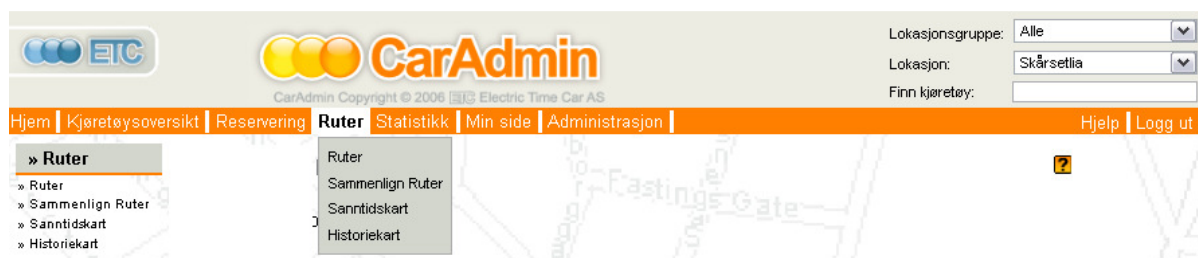 Lokasjonsgruppe: Alle
ETC CarAdmin
Lokasjon: Skårsetlia
CarAdmin Copyright © 2006 ETC Electric Time Car AS
Finn kjøretøy:
Hjem Kjøretøysoversikt Reservering Ruter Statistikk Min side Administrasjon Hjelp Logg ut
» Ruter
» Ruter
» Sammenlign Ruter
» Sanntidskart
» Historiekart
Ruter
Sammenlign Ruter
Sanntidskart
Historiekart
?
Fastings Gate